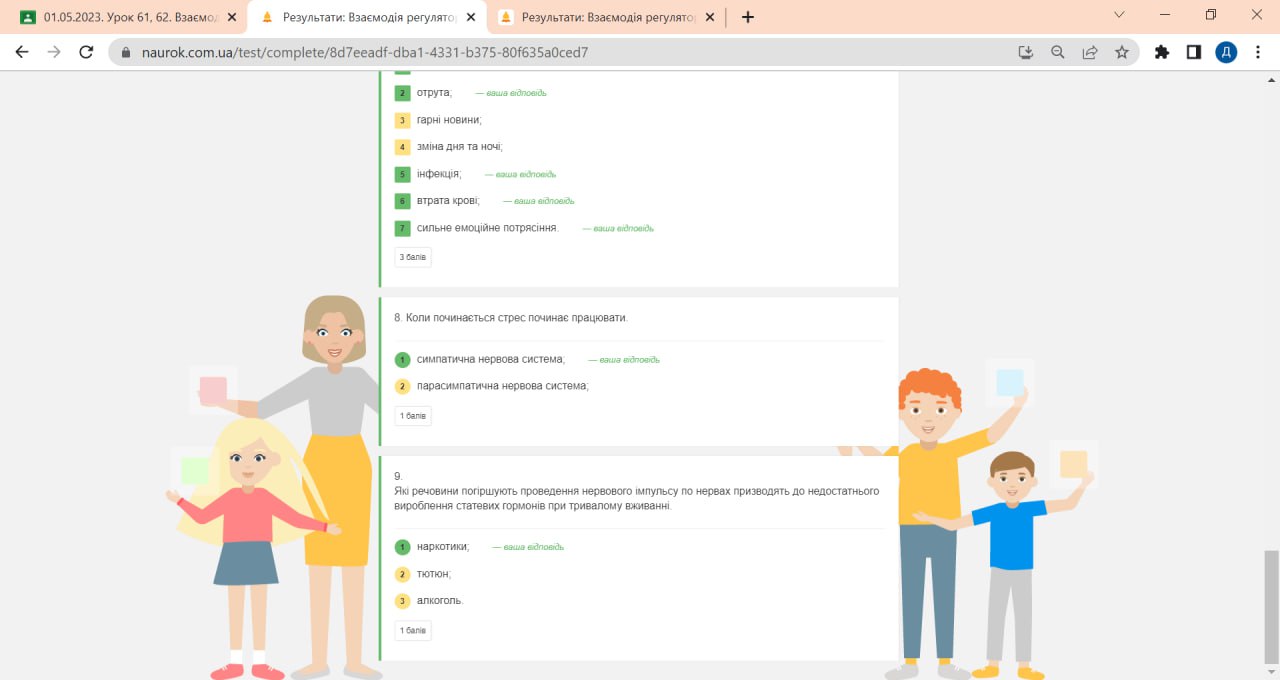 01.05.2023. Урок 61, 62. Взаємод
Результати: Взаємодія регулятор
Результати: Взаємодія регулятор
naurok.com.ua/test/complete/8d7eeadf-dba1-4331-b375-80f635a0ced7
Д
2 отрута; — ваша відповідь
3 гарні новини;
4 зміна дня та ночі;
5 інфекція; — ваша відповідь
6 втрата крові; — ваша відповідь
7 сильне емоційне потрясіння. — ваша відповідь
3 балів
8. Коли починається стрес починає працювати.
1 симпатична нервова система; — ваша відповідь
2 парасимпатична нервова система;
1 балів
9.
Які речовини погіршують проведення нервового імпульсу по нервах призводять до недостатнього
вироблення статевих гормонів при тривалому вживанні.
1 наркотики; — ваша відповідь
2 тютюн;
3 алкоголь.
1 балів